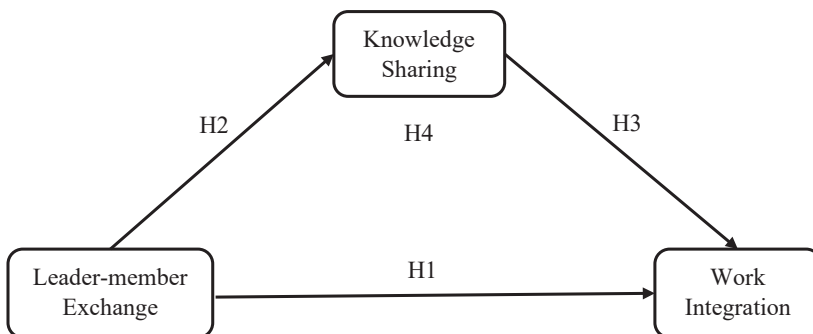 Knowledge
Sharing
H2
H4
H3
Leader-member
Exchange
H1
Work
Integration